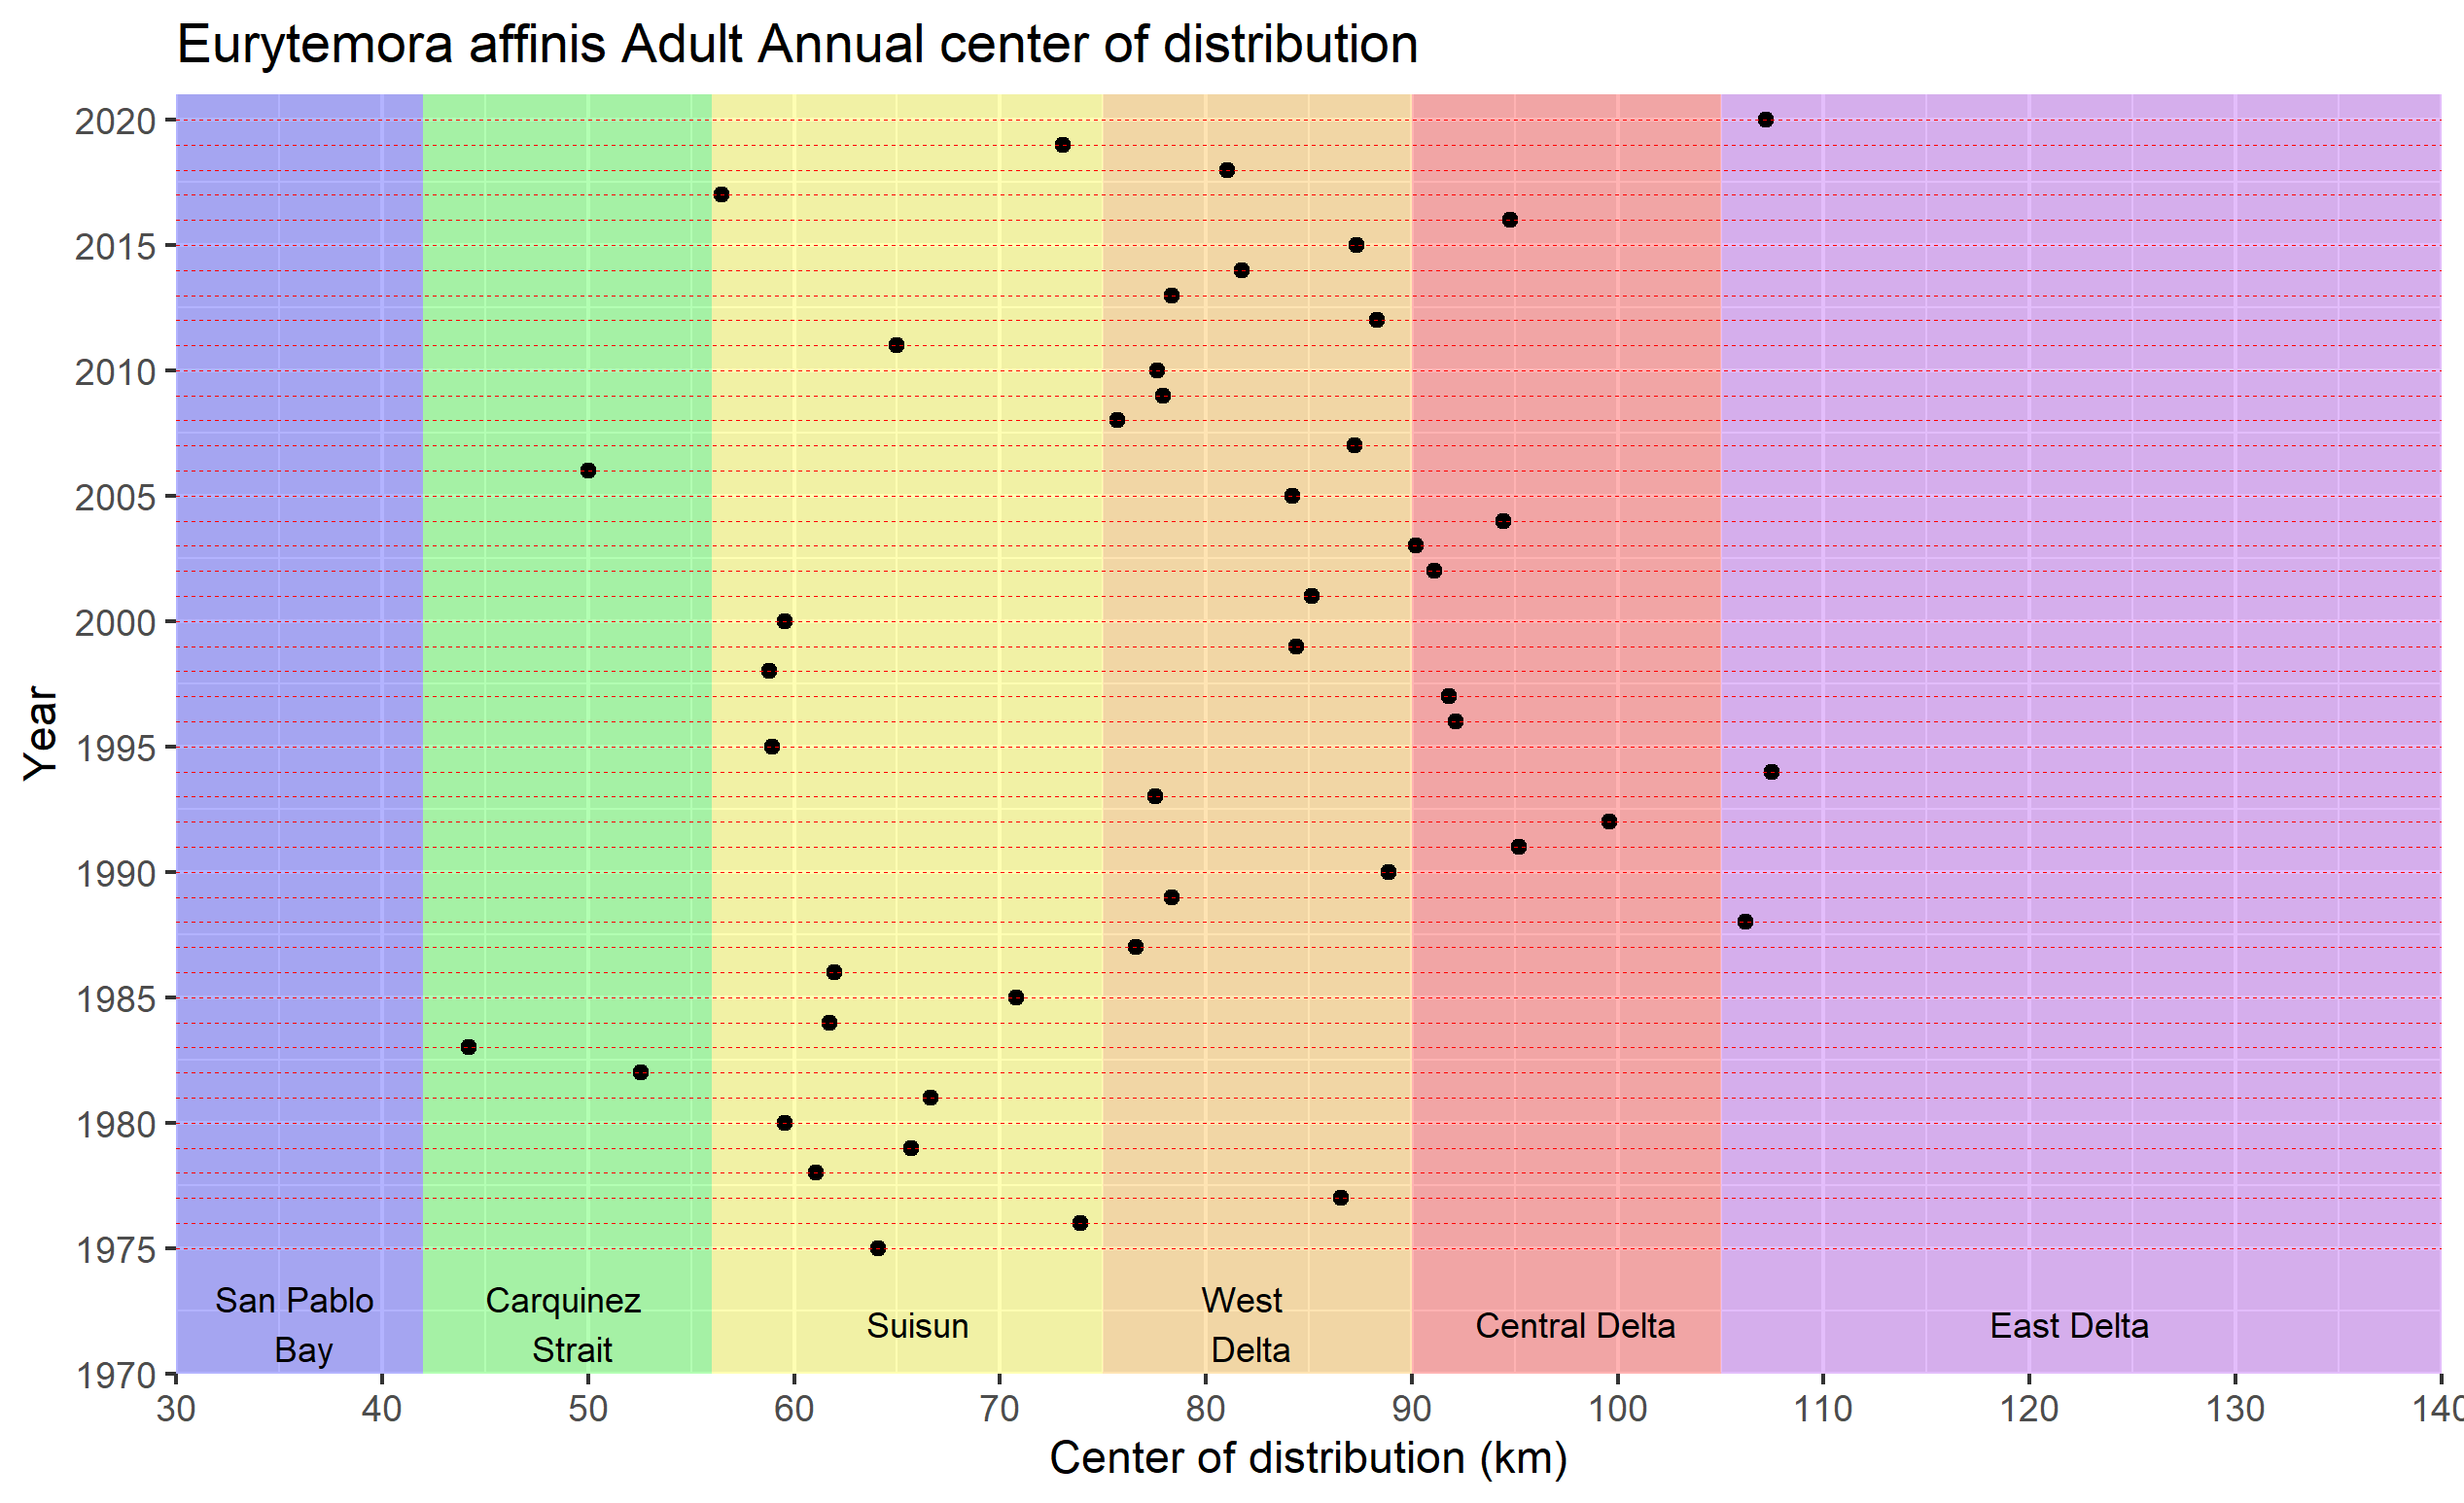 Eurytemora affinis Adult Annual center of distribution
2020
2015
2010
2005
2000
1995
1990
1985
1980
1975
1970
Year
San Pablo
Bay
Carquinez
Strait
Suisun
West
Delta
Central Delta
East Delta
30 40 50 60 70 80 90 100 110 120 130 140
Center of distribution (km)